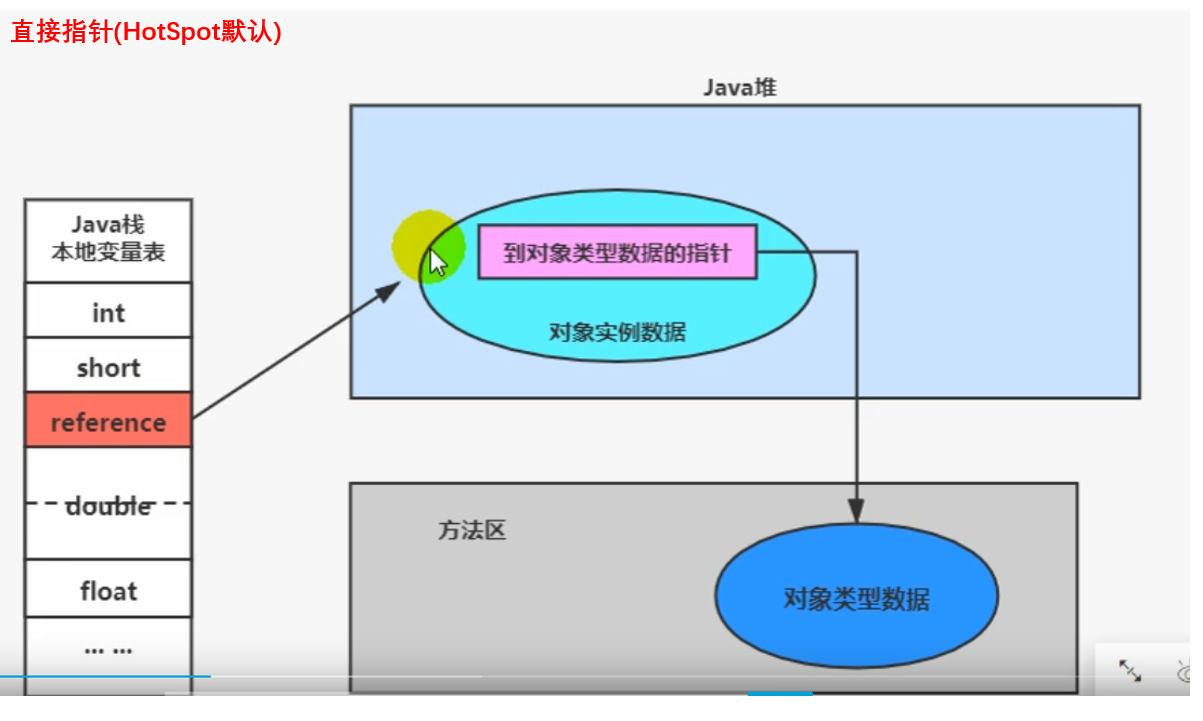 直接指针(HotSpot默认)
Java堆
Java栈
本地变量表
int
short
reference
double
float
... ...
到对象类型数据的指针
对象实例数据
方法区
对象类型数据